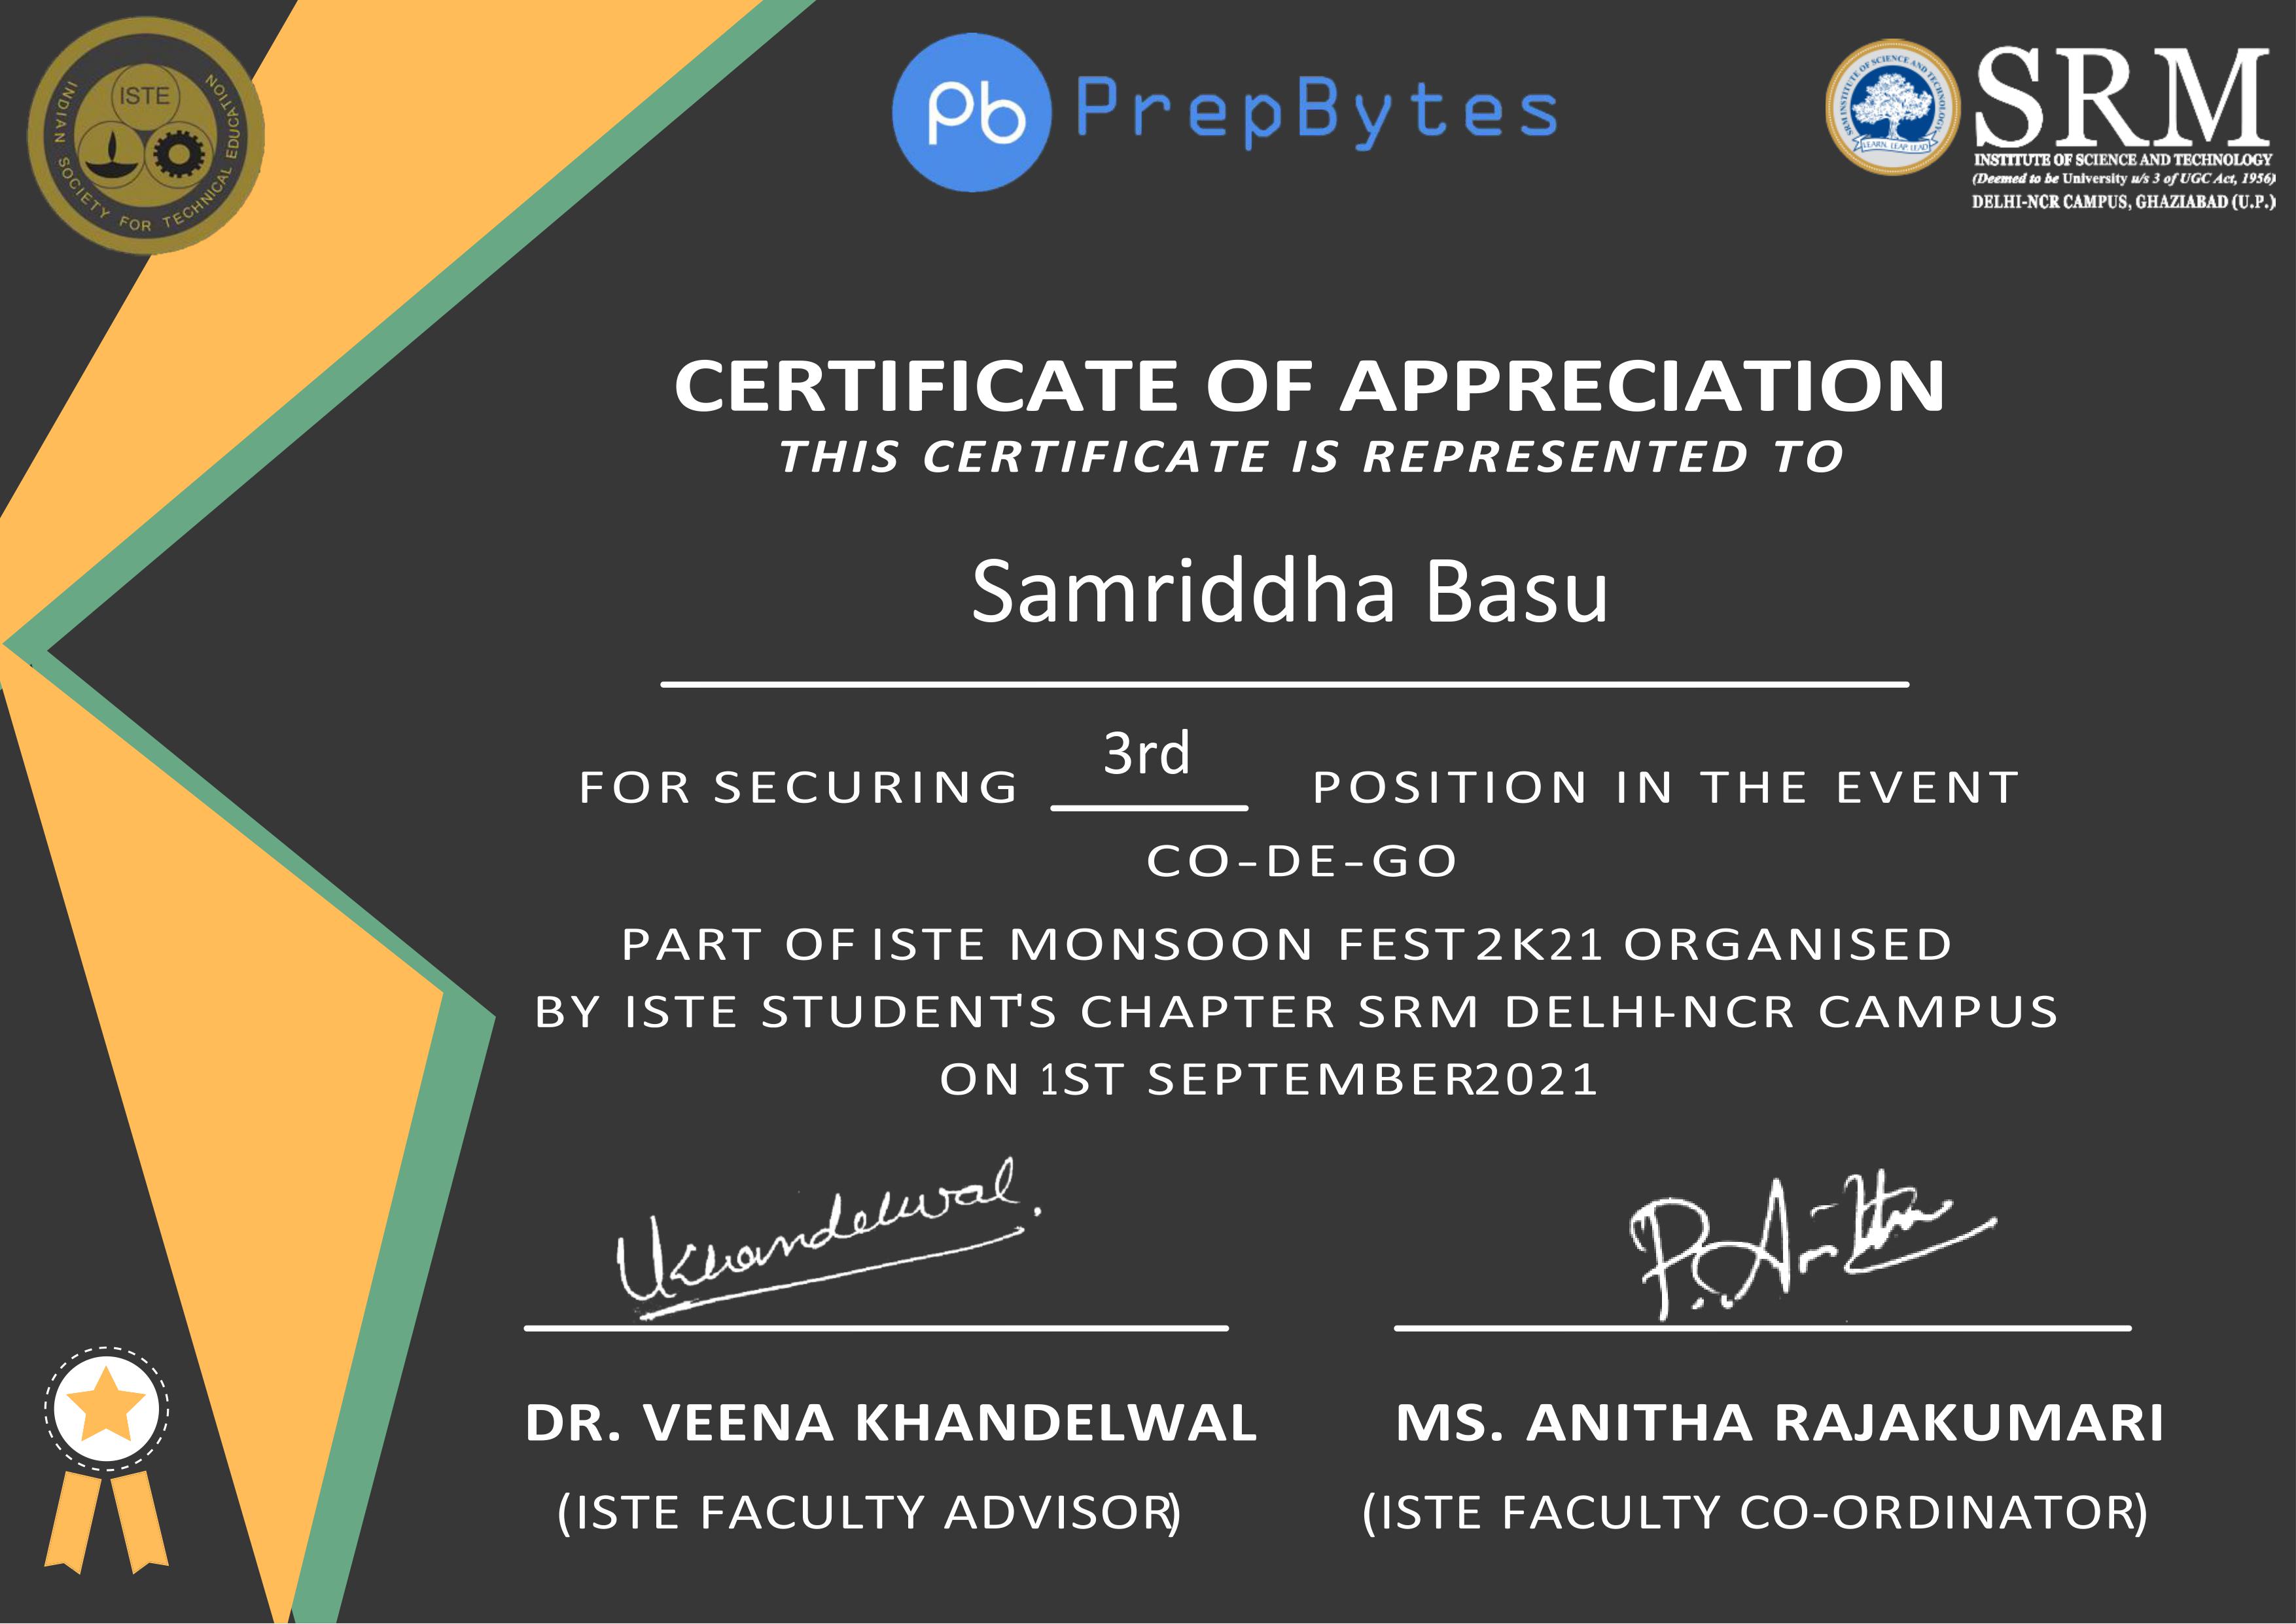 INDIAN SOCIETY FOR TECHNICAL EDUCATION
ISTE
pb PrepBytes
SRM INSTITUTE OF SCIENCE AND TECHNOLOGY
LEARN. LEAP. LEAD
SRM
INSTITUTE OF SCIENCE AND TECHNOLOGY
(Deemed to be University u/s 3 of UGC Act, 1956)
DELHI-NCR CAMPUS, GHAZIABAD (U.P.)
CERTIFICATE OF APPRECIATION
THIS CERTIFICATE IS REPRESENTED TO
Samriddha Basu
FOR SECURING 3rd POSITION IN THE EVENT
CO-DE-GO
PART OF ISTE MONSOON FEST 2K21 ORGANISED
BY ISTE STUDENT'S CHAPTER SRM DELHI-NCR CAMPUS
ON 1ST SEPTEMBER2021
VKhandelwal. P. Anitha
DR. VEENA KHANDELWAL MS. ANITHA RAJAKUMARI
(ISTE FACULTY ADVISOR) (ISTE FACULTY CO-ORDINATOR)